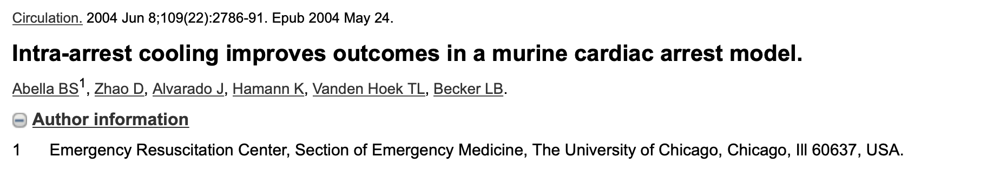 Circulation. 2004 Jun 8;109(22):2786-91. Epub 2004 May 24.
Intra-arrest cooling improves outcomes in a murine cardiac arrest model.
Abella BS1, Zhao D, Alvarado J, Hamann K, Vanden Hoek TL, Becker LB.
Author information
1 Emergency Resuscitation Center, Section of Emergency Medicine, The University of Chicago, Chicago, Ill 60637, USA.